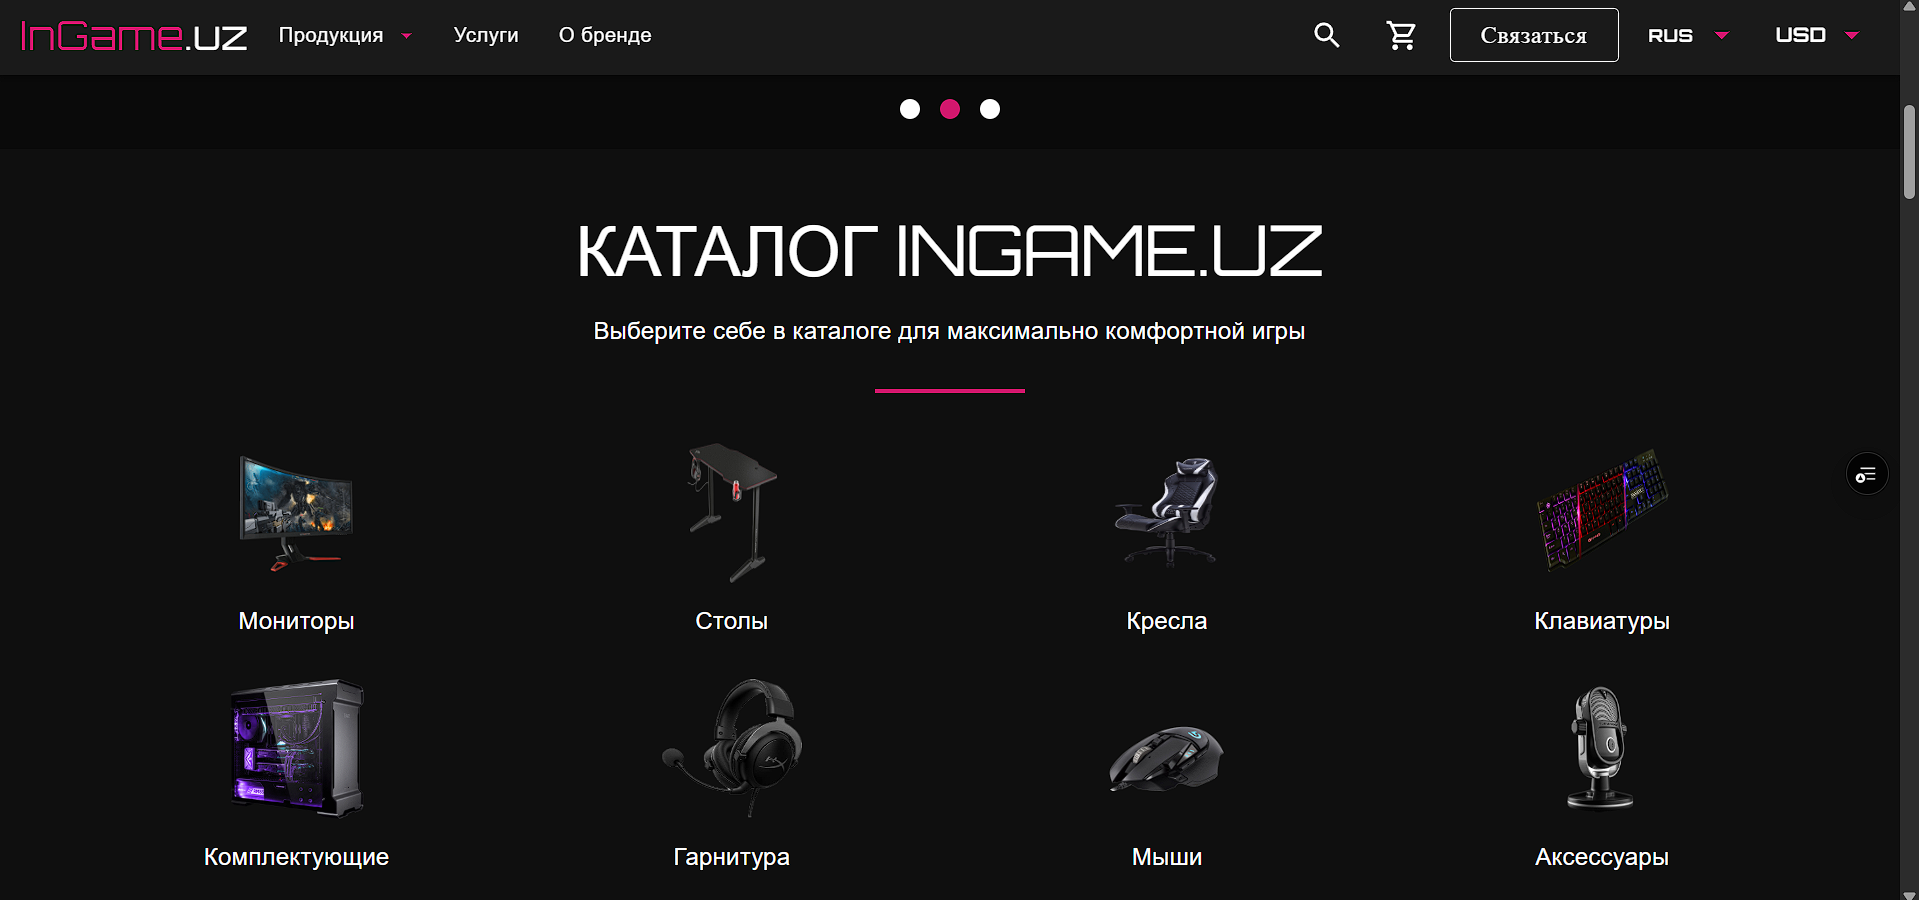 InGame.UZ
Продукция
Услуги
О бренде
Связаться
RUS
USD
КАТАЛОГ INGAME.UZ
Выберите себе в каталоге для максимально комфортной игры
Мониторы
Столы
Кресла
Клавиатуры
Комплектующие
Гарнитура
Мыши
Аксессуары